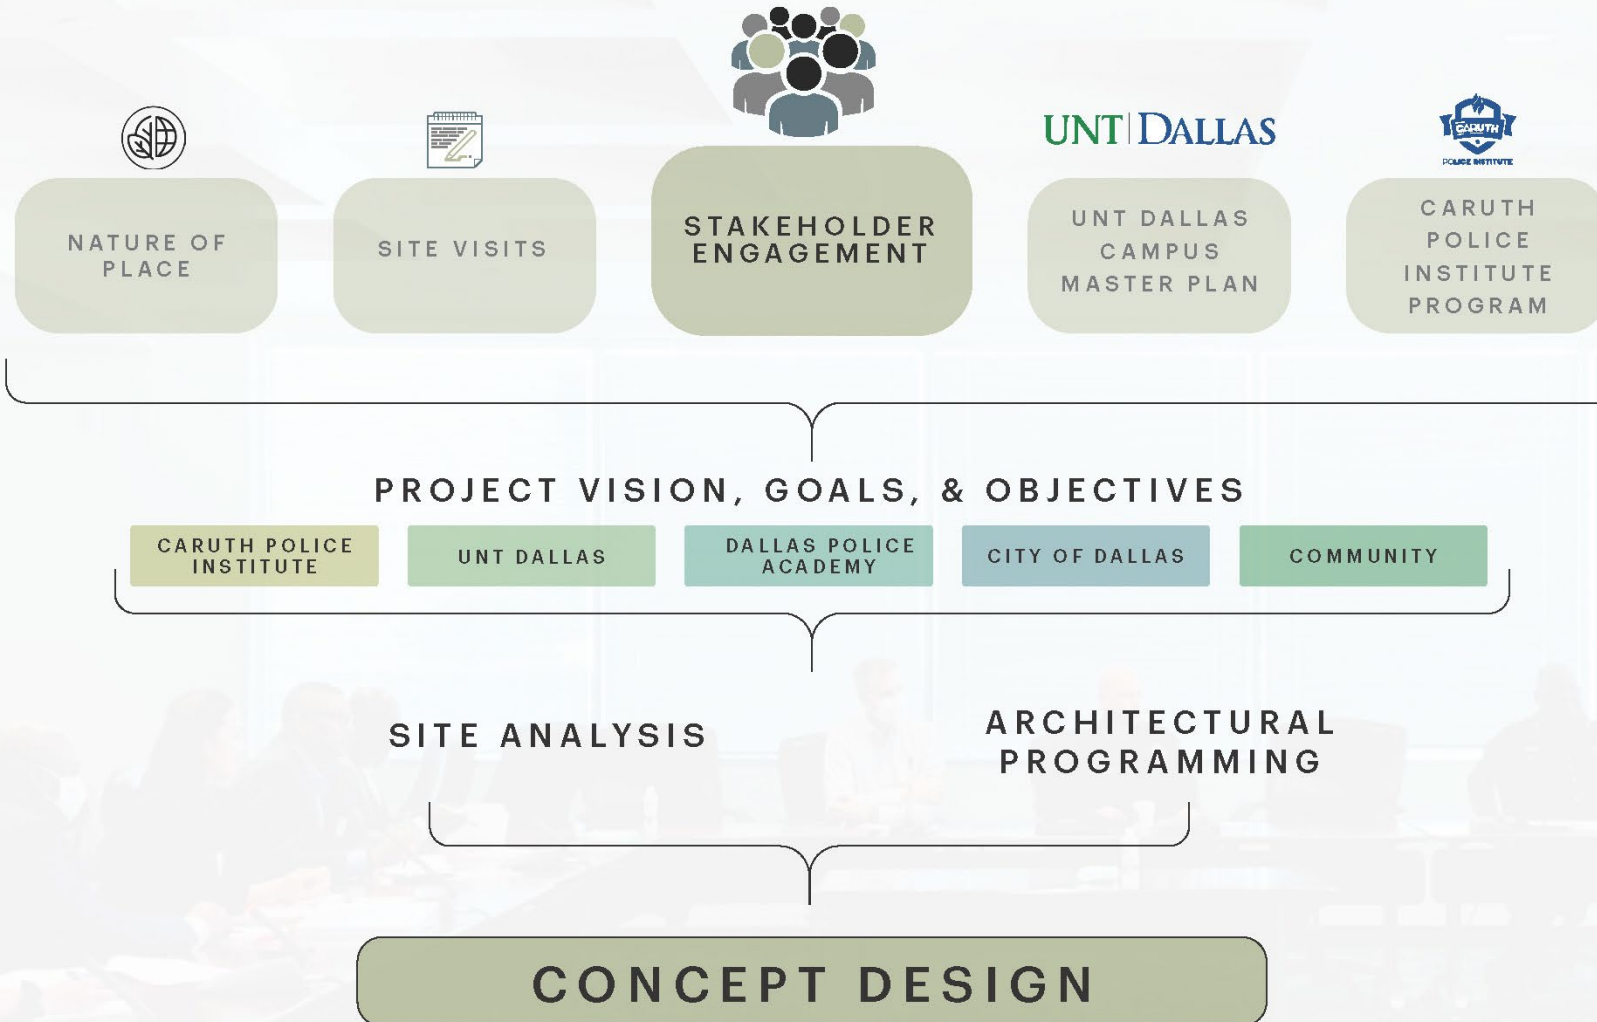 UNT DALLAS
CARUTH
POLICE INSTITUTE
NATURE OF
PLACE
SITE VISITS
STAKEHOLDER
ENGAGEMENT
UNT DALLAS
CAMPUS
MASTER PLAN
CARUTH
POLICE
INSTITUTE
PROGRAM
PROJECT VISION, GOALS, & OBJECTIVES
CARUTH POLICE
INSTITUTE
UNT DALLAS
DALLAS POLICE
ACADEMY
CITY OF DALLAS
COMMUNITY
SITE ANALYSIS
ARCHITECTURAL
PROGRAMMING
CONCEPT DESIGN